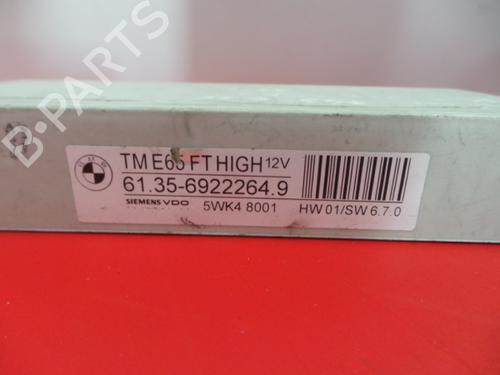 B-PARTS
TM E65 FT HIGH 12V
61.35-6922264.9
SIEMENS VDO 5WK4 8001 HW 01/SW 6.7.0